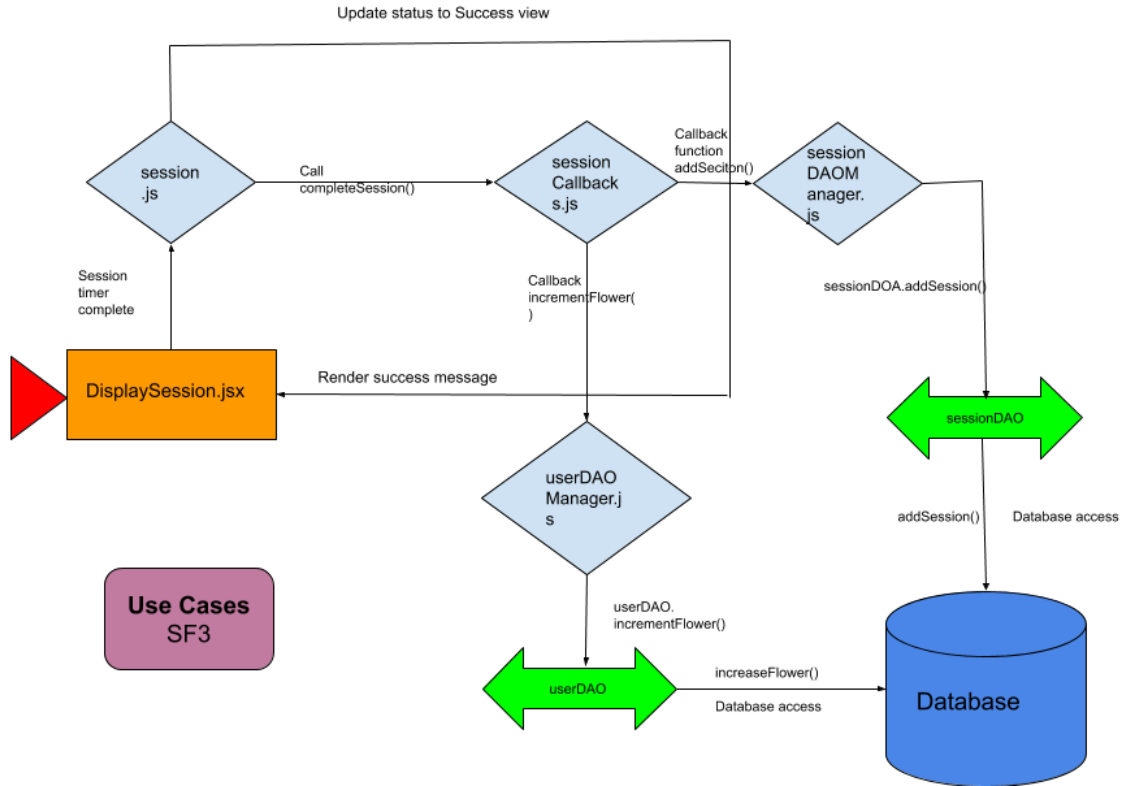 Update status to Success view
session
.js
Call
completeSession()
session
Callback
s.js
Callback
function
addSeciton()
session
DAOM
anager.
js
Session
timer
complete
Callback
incrementFlower(
)
sessionDOA.addSession()
DisplaySession.jsx
Render success message
sessionDAO
userDAO
Manager.j
s
addSession()
Database access
Use Cases
SF3
userDAO.
incrementFlower()
userDAO
increaseFlower()
Database access
Database